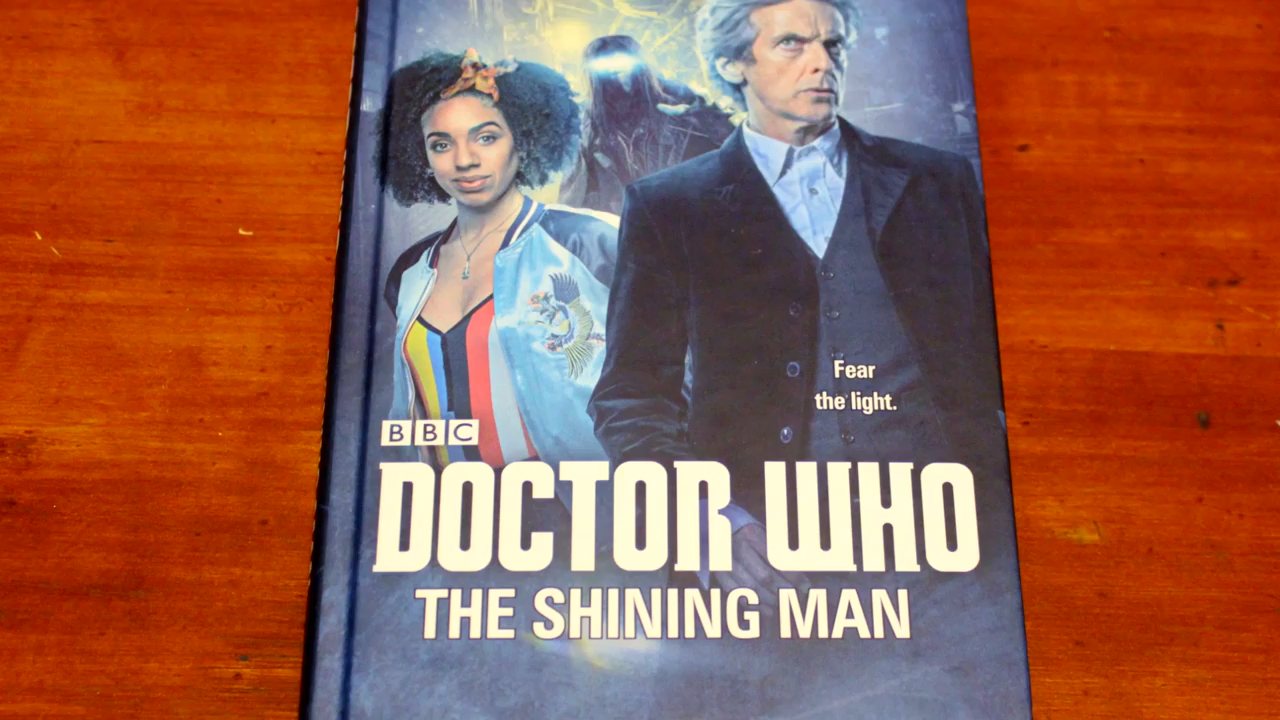 Fear
the light.
BBC
DOCTOR WHO
THE SHINING MAN